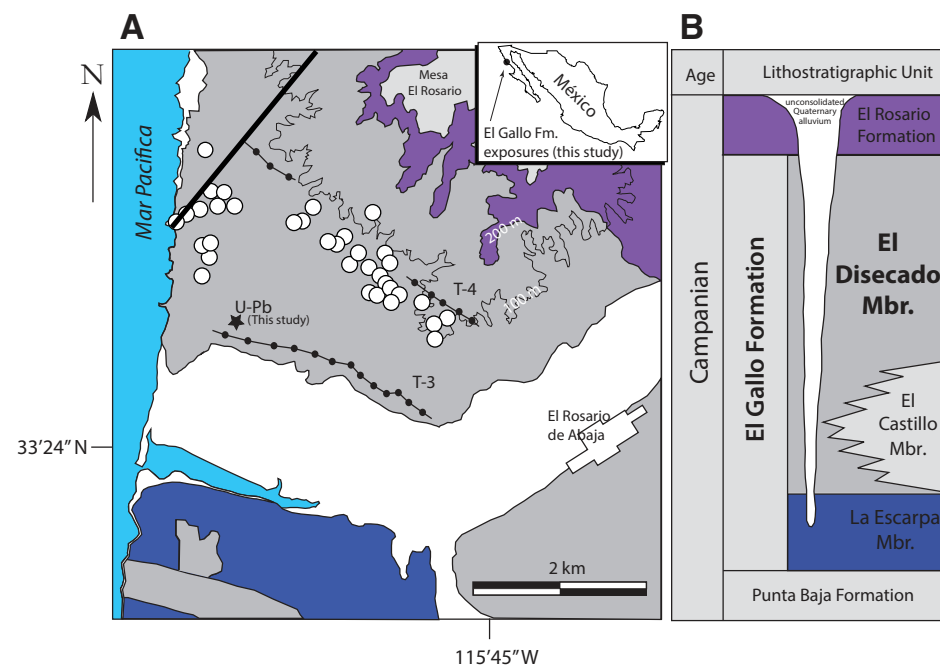 A
N
Mar Pacifica
Mesa
El Rosario
México
El Gallo Fm.
exposures (this study)
200 m
100 m
T-4
U-Pb
(This study)
T-3
El Rosario
de Abaja
33'24"N
2 km
115'45"W
B
Age
Lithostratigraphic Unit
unconsolidated
Quaternary
alluvium
El Rosario
Formation
Campanian
El Gallo Formation
El
Disecado
Mbr.
El
Castillo
Mbr.
La Escarpa
Mbr.
Punta Baja Formation